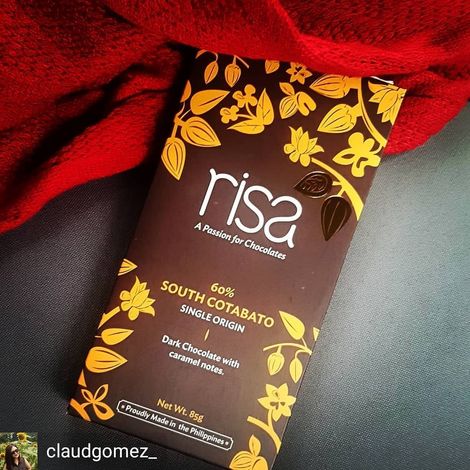 risa
A Passion for Chocolates
60%
SOUTH COTABATO
SINGLE ORIGIN
Dark Chocolate with
caramel notes.
Net Wt. 85g
* Proudly Made in the Philippines *
claudgomez_